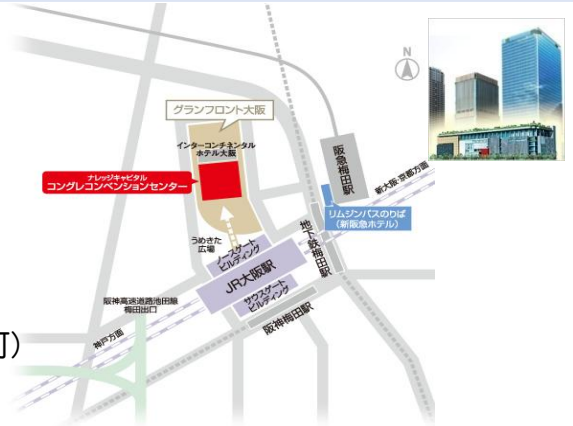 N
グランフロント大阪
インターコンチネンタル
ホテル大阪
ナレッジキャピタル
コングレコンベンションセンター
阪急梅田駅
新大阪・京都方面
リムジンバスのりば
(新阪急ホテル)
地下鉄梅田駅
うめきた
広場
ノースゲート
ビルディング
JR大阪駅
サウスゲート
ビルディング
阪神高速道路池田線
梅田出口
阪神梅田駅
神戸方面
町)